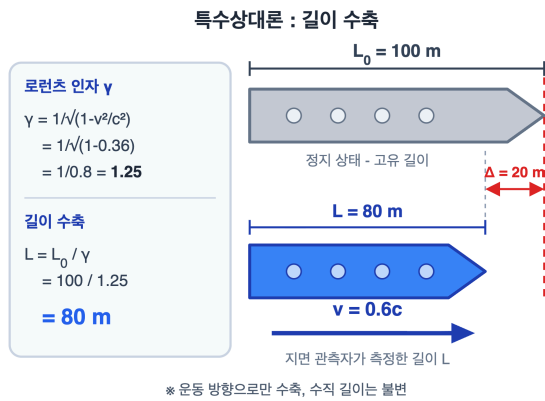 특수상대론 : 길이 수축
로런츠 인자 γ
γ = 1/√(1-v²/c²)
= 1/√(1-0.36)
= 1/0.8 = 1.25
길이 수축
L = L₀ / γ
= 100 / 1.25
= 80 m
L₀ = 100 m
정지 상태 - 고유 길이
Δ = 20 m
L = 80 m
v = 0.6c
지면 관측자가 측정한 길이 L
※ 운동 방향으로만 수축, 수직 길이는 불변